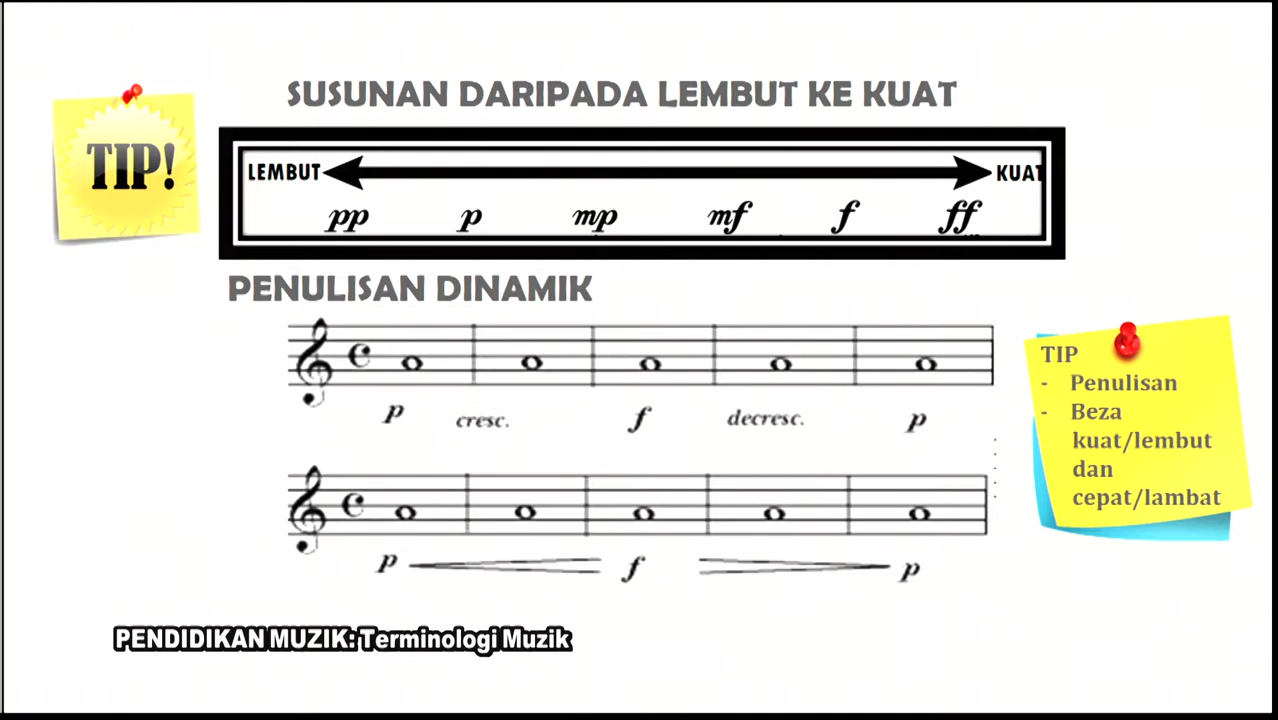 SUSUNAN DARIPADA LEMBUT KE KUAT
TIP!
LEMBUT KUAT
pp p mp mf f ff
PENULISAN DINAMIK
p cresc. f decresc. p
p f p
TIP
- Penulisan
- Beza
kuat/lembut
dan
cepat/lambat
PENDIDIKAN MUZIK: Terminologi Muzik